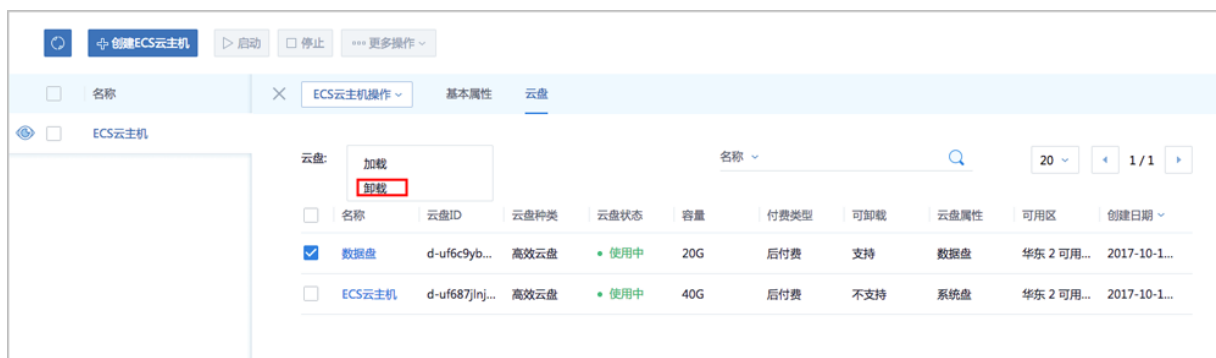 创建ECS云主机 启动 停止 更多操作
名称 ECS云主机操作 基本属性 云盘
ECS云主机
云盘: 加载 名称 20 1 / 1
卸载
名称 云盘ID 云盘种类 云盘状态 容量 付费类型 可卸载 云盘属性 可用区 创建日期
数据盘 d-uf6c9yb... 高效云盘 使用中 20G 后付费 支持 数据盘 华东 2 可用... 2017-10-1...
ECS云主机 d-uf687jlnj... 高效云盘 使用中 40G 后付费 不支持 系统盘 华东 2 可用... 2017-10-1...